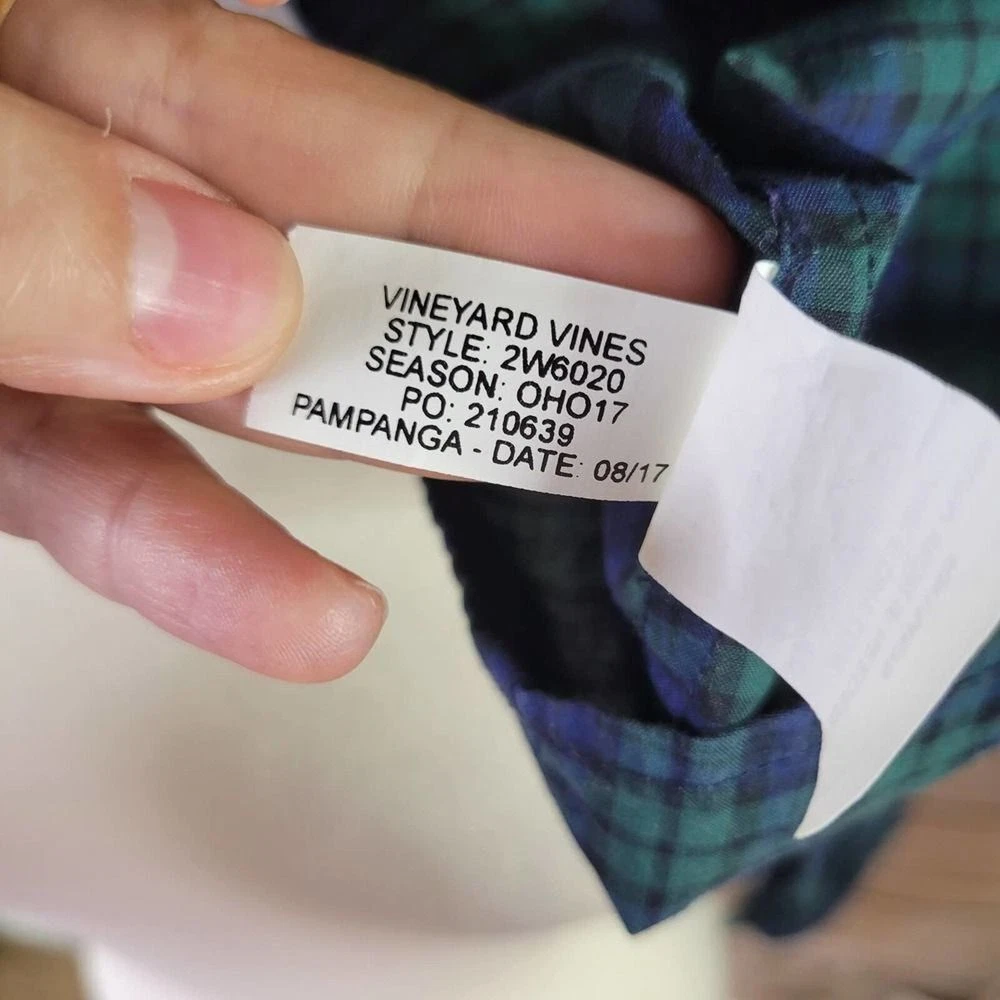 VINEYARD VINES
STYLE: 2W6020
SEASON: OHO17
PO: 210639
PAMPANGA - DATE: 08/17